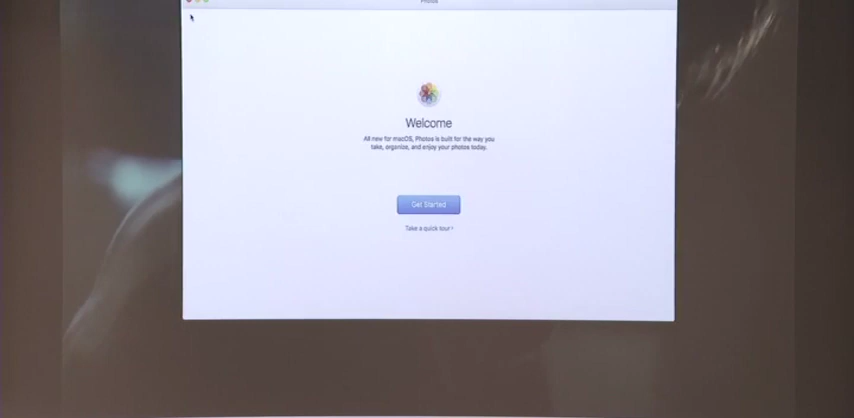 Photos
Welcome
All new for macOS, Photos is built for the way you
take, organize, and enjoy your photos today.
Get Started
Take a quick tour >